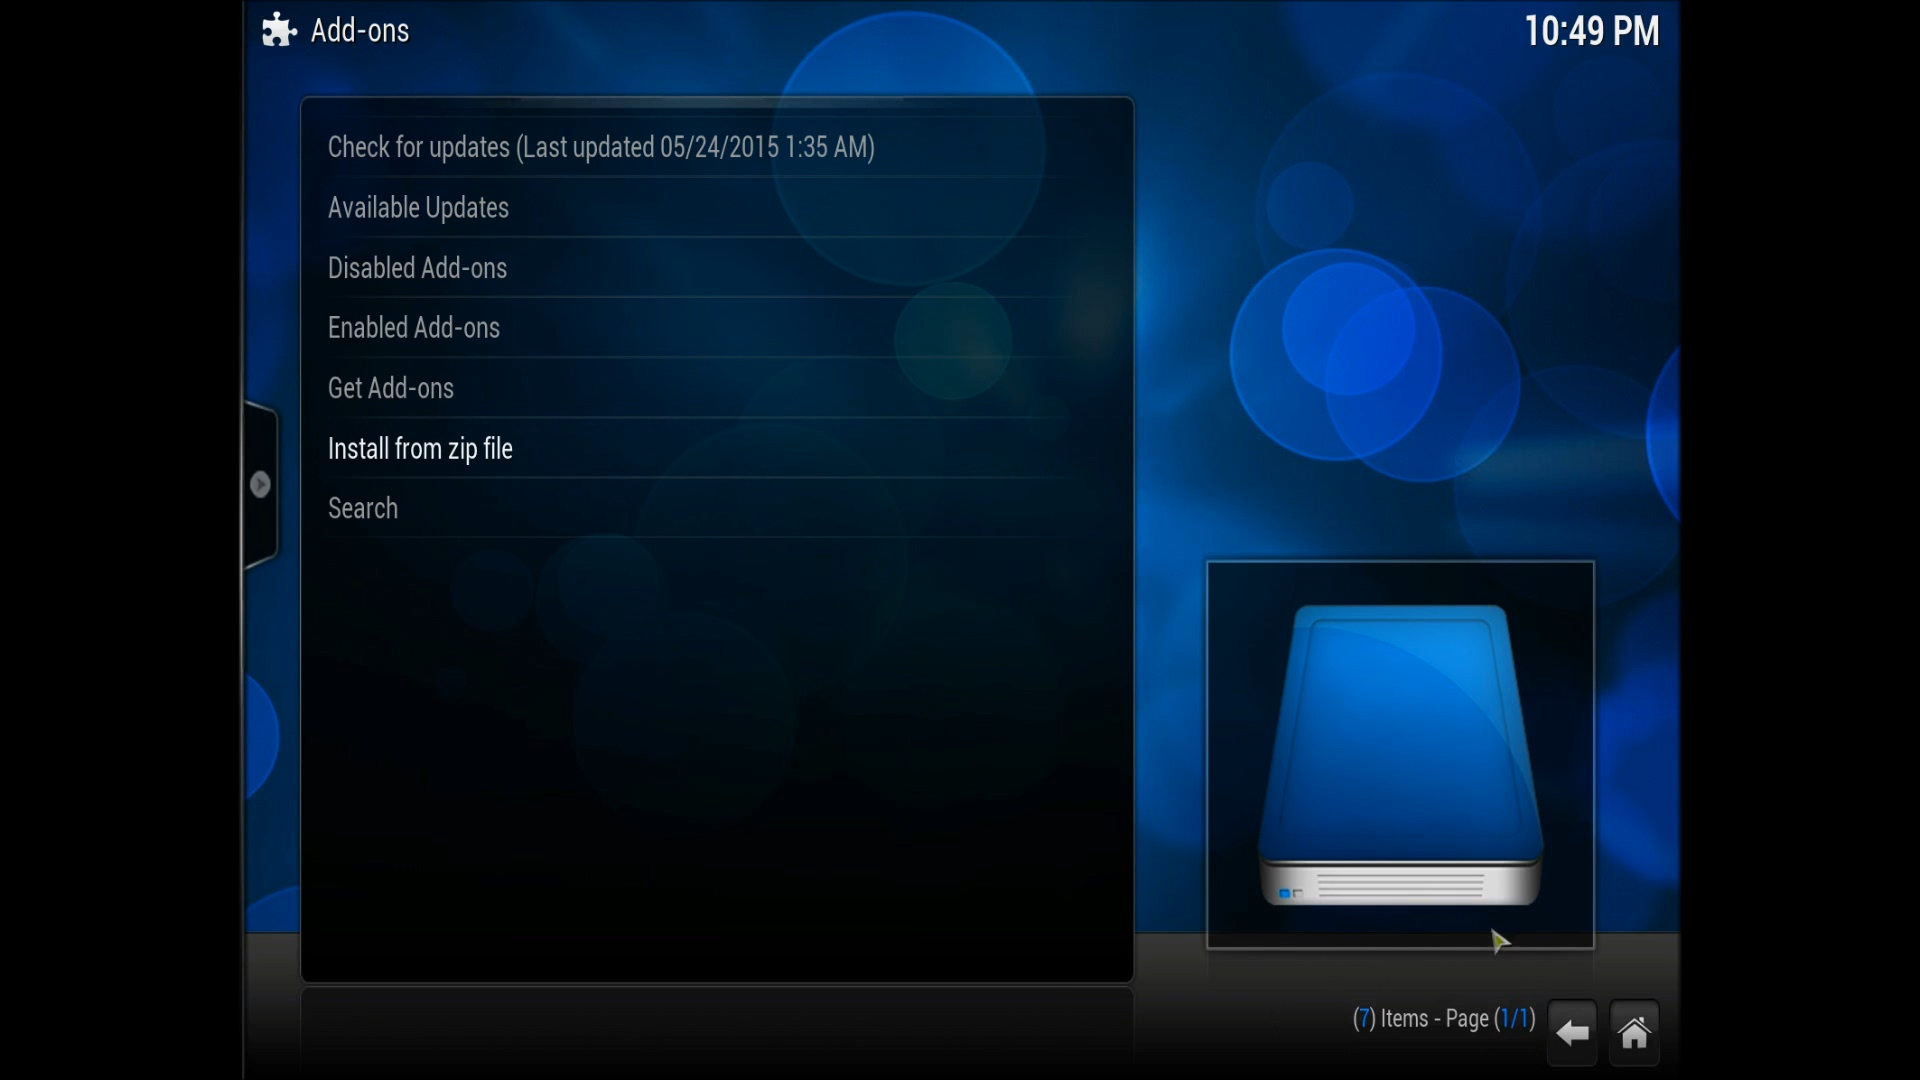 Add-ons
10:49 PM
Check for updates (Last updated 05/24/2015 1:35 AM)
Available Updates
Disabled Add-ons
Enabled Add-ons
Get Add-ons
Install from zip file
Search
(7) Items - Page (1/1)